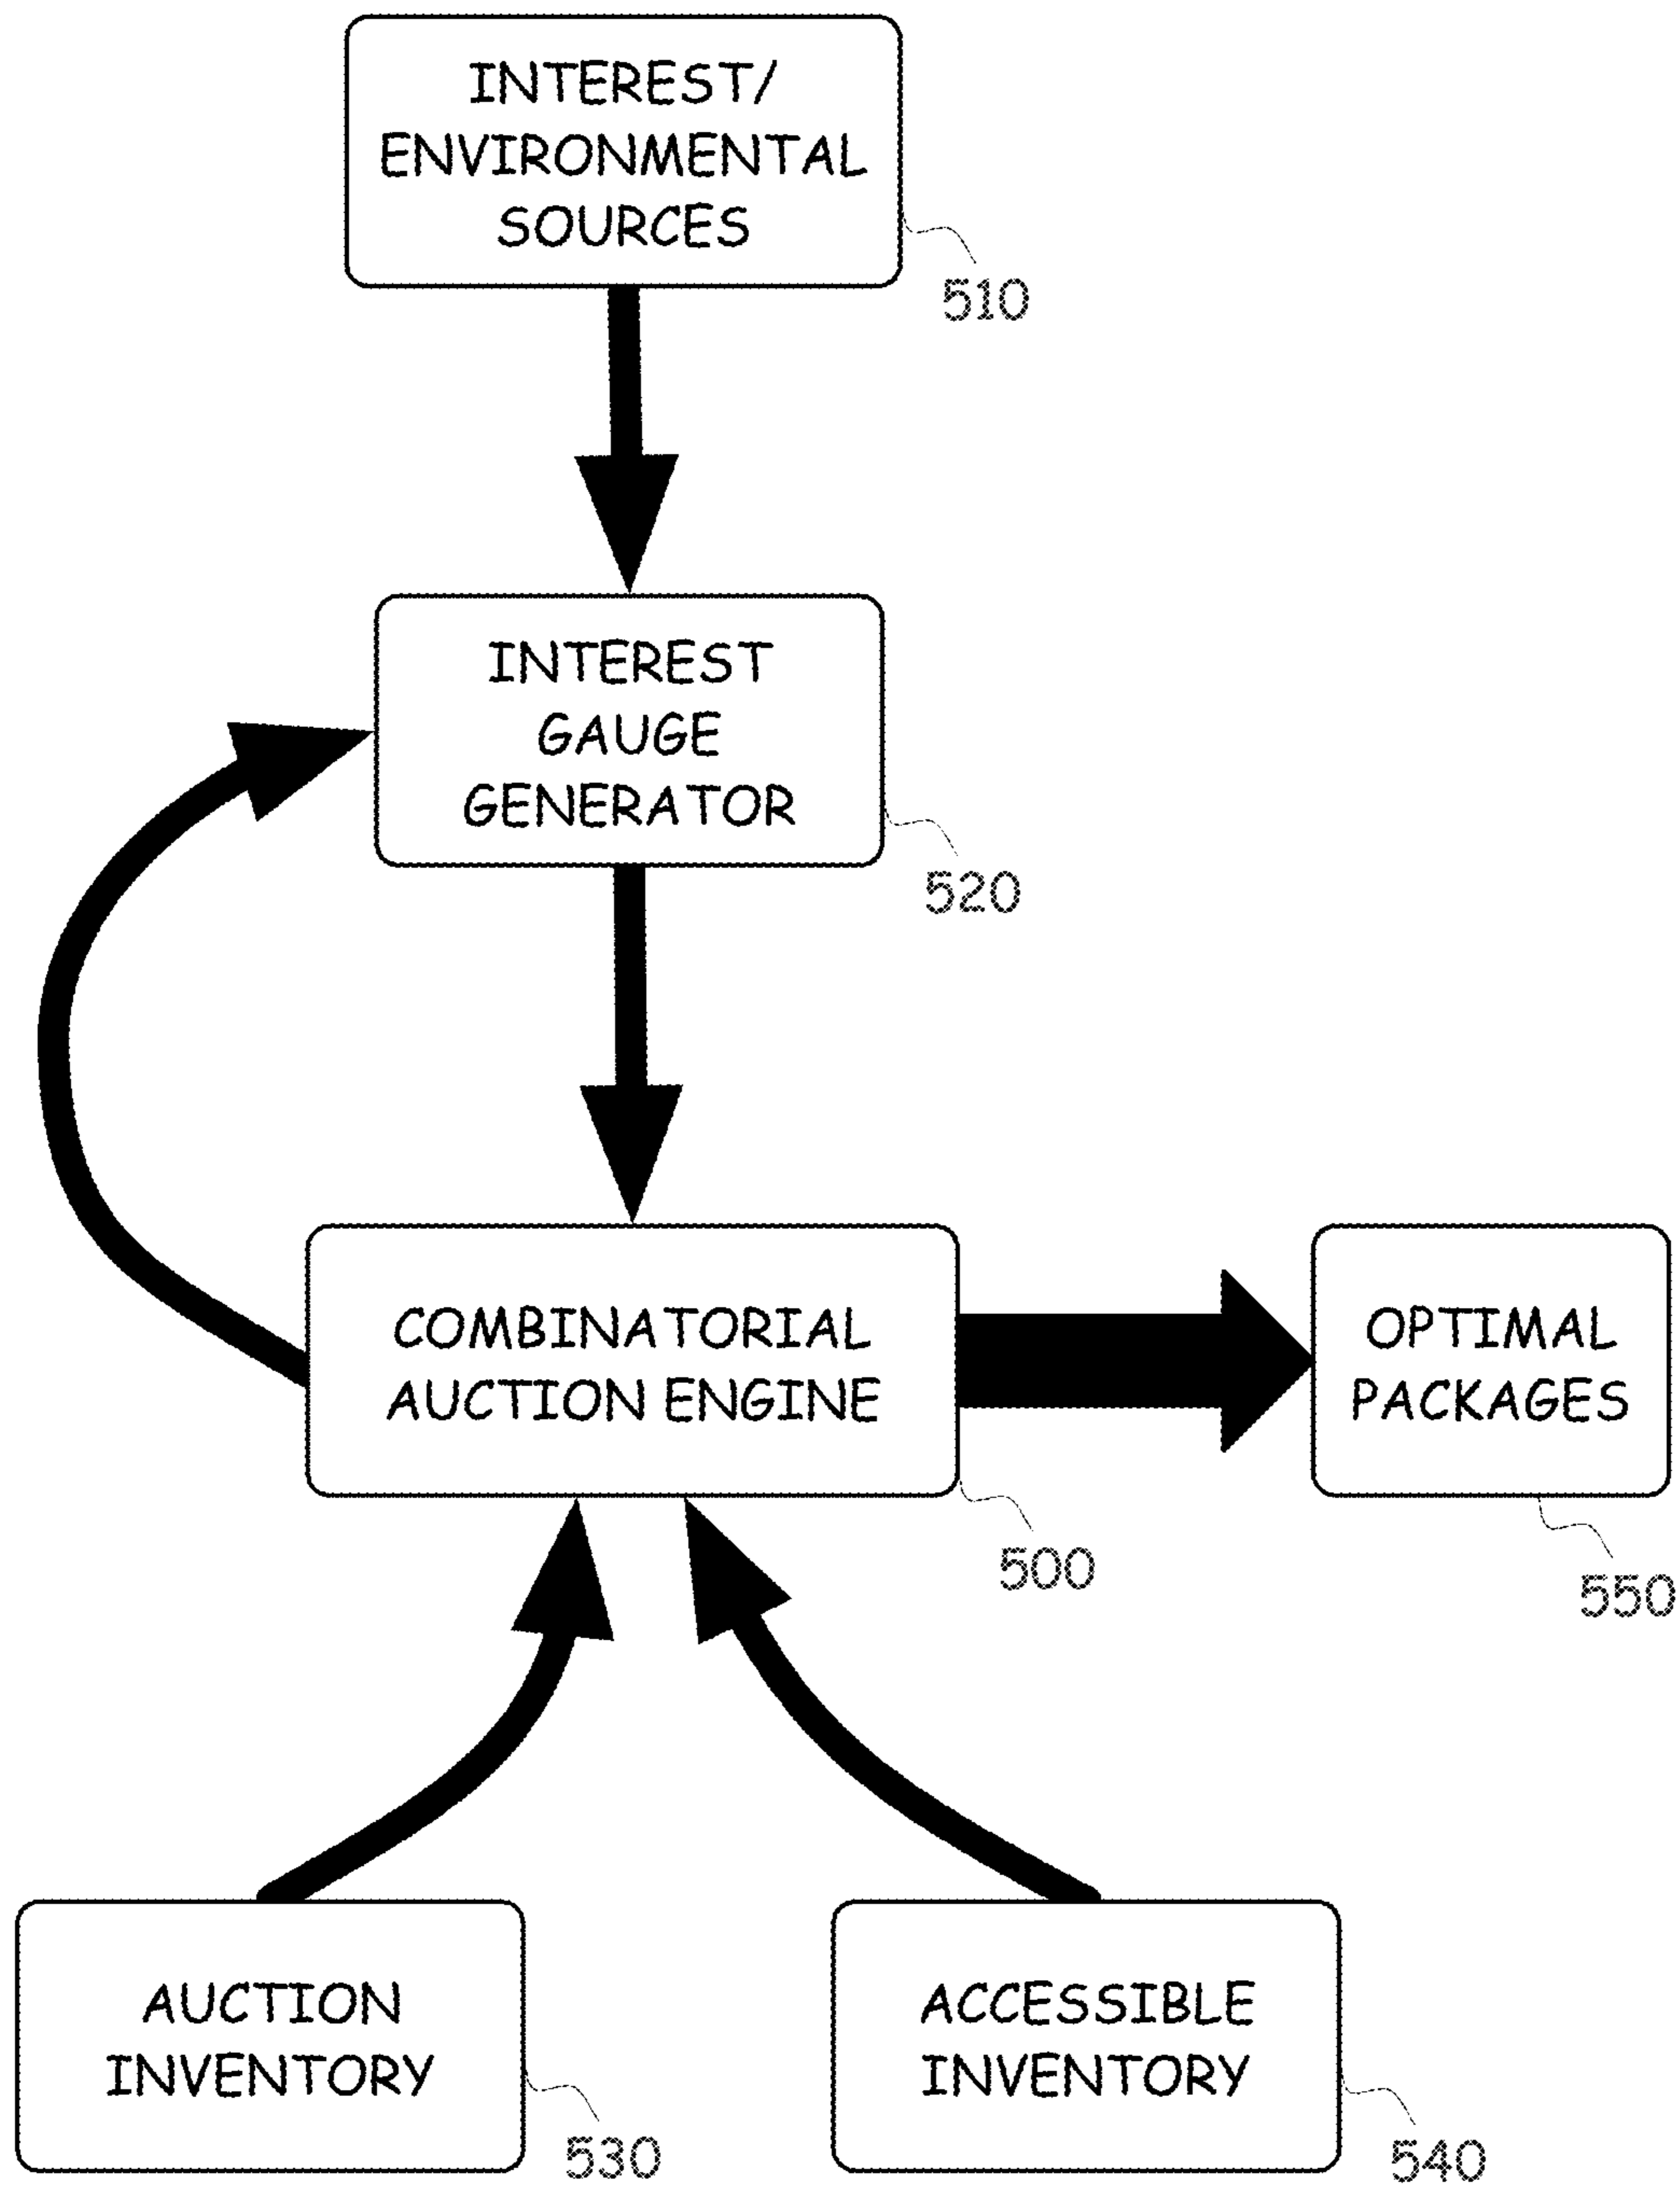 INTEREST/
ENVIRONMENTAL
SOURCES
510
INTEREST
GAUGE
GENERATOR
520
COMBINATORIAL
AUCTION ENGINE
500
OPTIMAL
PACKAGES
550
AUCTION
INVENTORY
530
ACCESSIBLE
INVENTORY
540